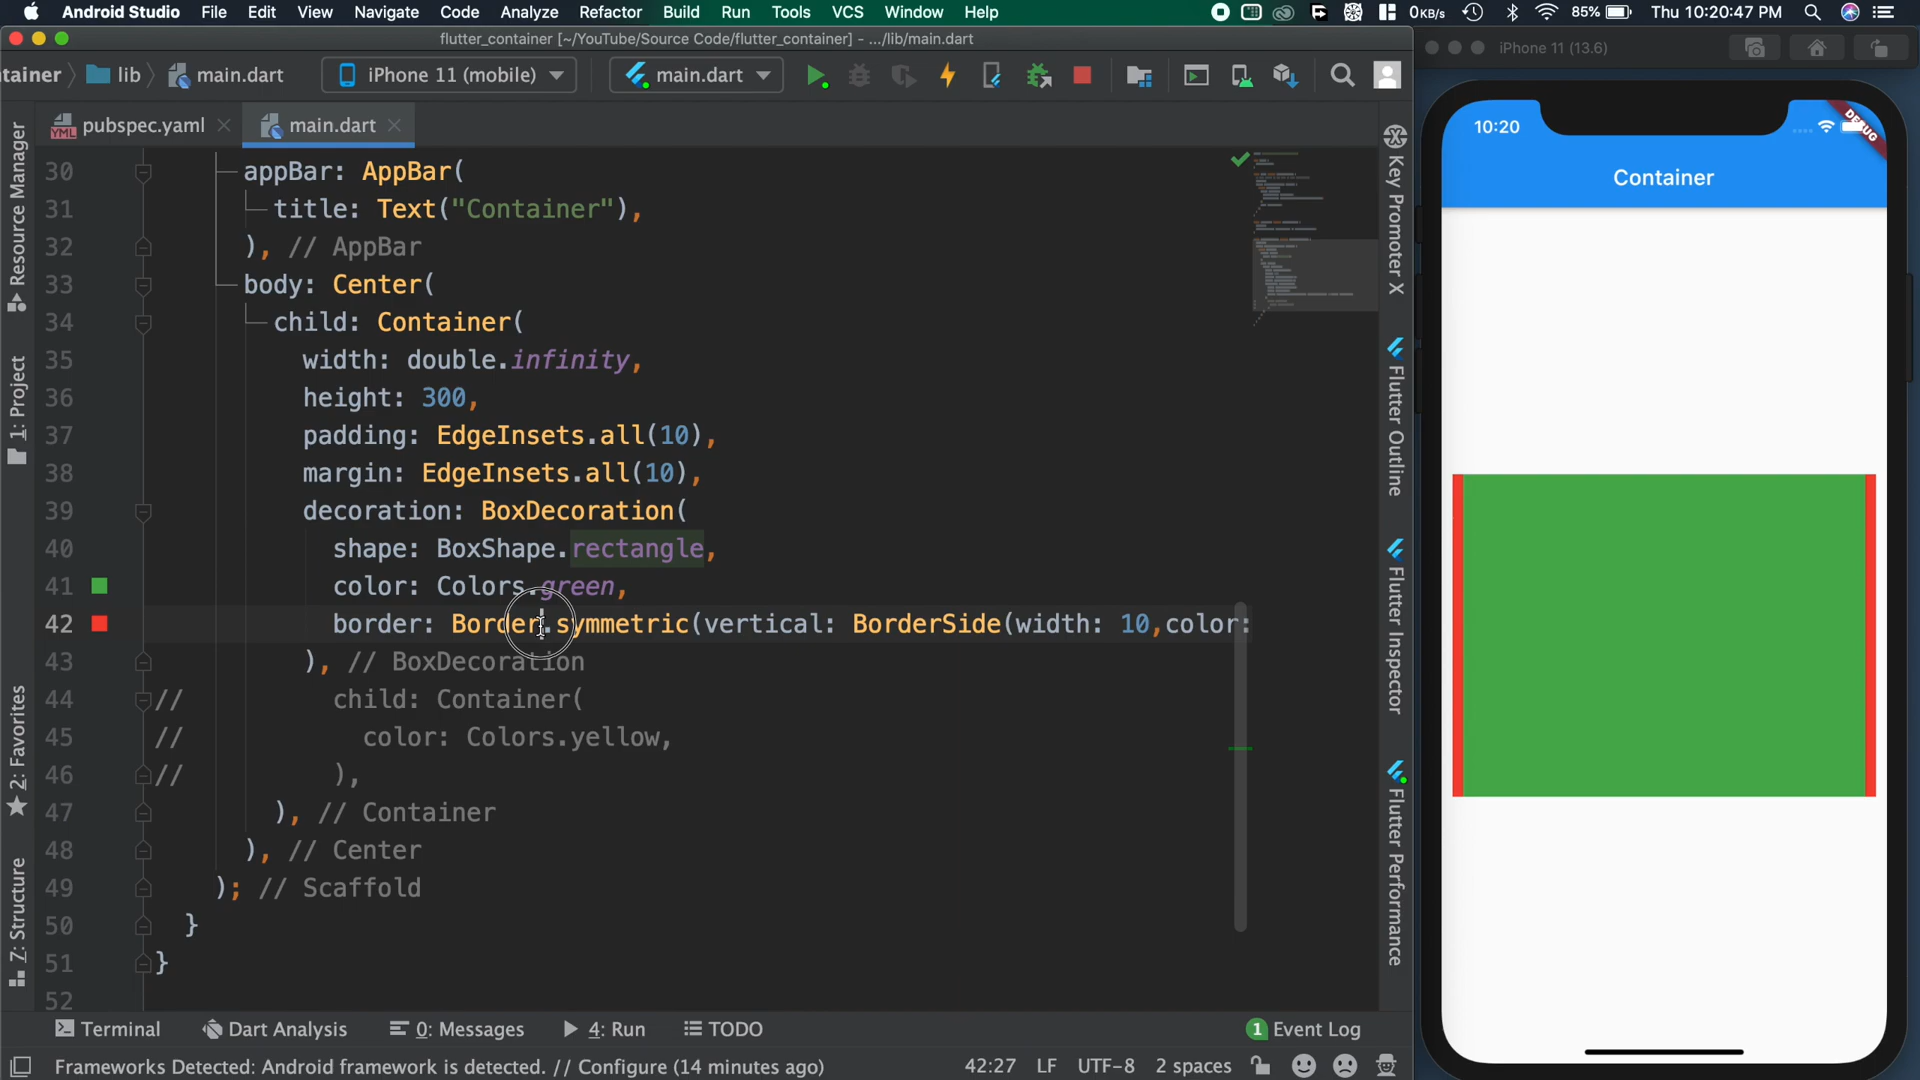 Android Studio File Edit View Navigate Code Analyze Refactor Build Run Tools VCS Window Help 0KB/s 85% Thu 10:20:47 PM
flutter_container [~/YouTube/Source Code/flutter_container] - .../lib/main.dart
iPhone 11 (13.6)
tainer lib main.dart iPhone 11 (mobile) main.dart
pubspec.yaml main.dart
30 appBar: AppBar(
31 title: Text("Container"),
32 ), // AppBar
33 body: Center(
34 child: Container(
35 width: double.infinity,
36 height: 300,
37 padding: EdgeInsets.all(10),
38 margin: EdgeInsets.all(10),
39 decoration: BoxDecoration(
40 shape: BoxShape.rectangle,
41 color: Colors.green,
42 border: Border.symmetric(vertical: BorderSide(width: 10,color:
43 ), // BoxDecoration
44 // child: Container(
45 // color: Colors.yellow,
46 // ),
47 ), // Container
48 ), // Center
49 ); // Scaffold
50 }
51 }
52
Resource Manager
1: Project
2: Favorites
Z: Structure
Key Promoter X
Flutter Outline
Flutter Inspector
Flutter Performance
Terminal Dart Analysis 0: Messages 4: Run TODO 1 Event Log
Frameworks Detected: Android framework is detected. // Configure (14 minutes ago) 42:27 LF UTF-8 2 spaces
10:20
DEBUG
Container